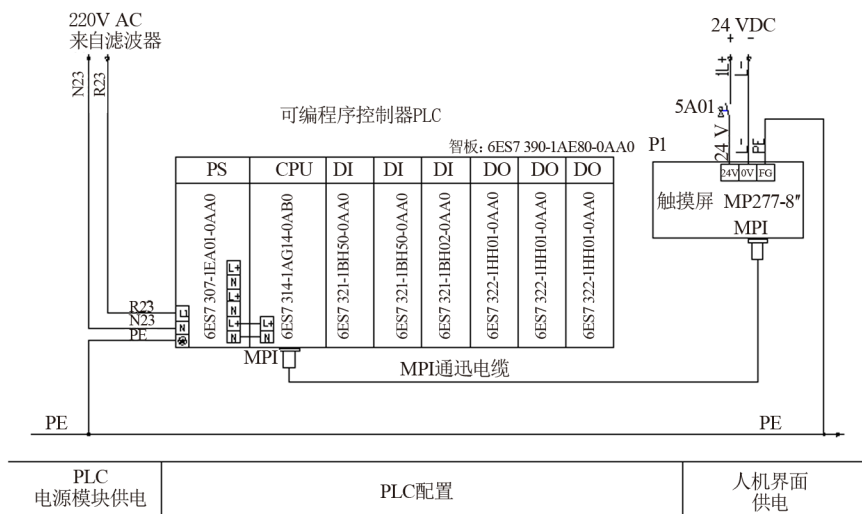 220V AC
来自滤波器
N23
R23
24 VDC
+ -
1L+
L-
5A01
24 V
L-
PE
可编程序控制器PLC
智板: 6ES7 390-1AE80-0AA0
P1
PS CPU DI DI DI DO DO DO
24V 0V FG
触摸屏 MP277-8″
MPI
6ES7 307-1EA01-0AA0
L+
N
L+
N
L+
N
6ES7 314-1AG14-0AB0
L+
N
6ES7 321-1BH50-0AA0
6ES7 321-1BH50-0AA0
6ES7 321-1BH02-0AA0
6ES7 322-1HH01-0AA0
6ES7 322-1HH01-0AA0
6ES7 322-1HH01-0AA0
R23
N23
PE
L1
N
MPI
MPI通迅电缆
PE PE
PLC
电源模块供电
PLC配置
人机界面
供电